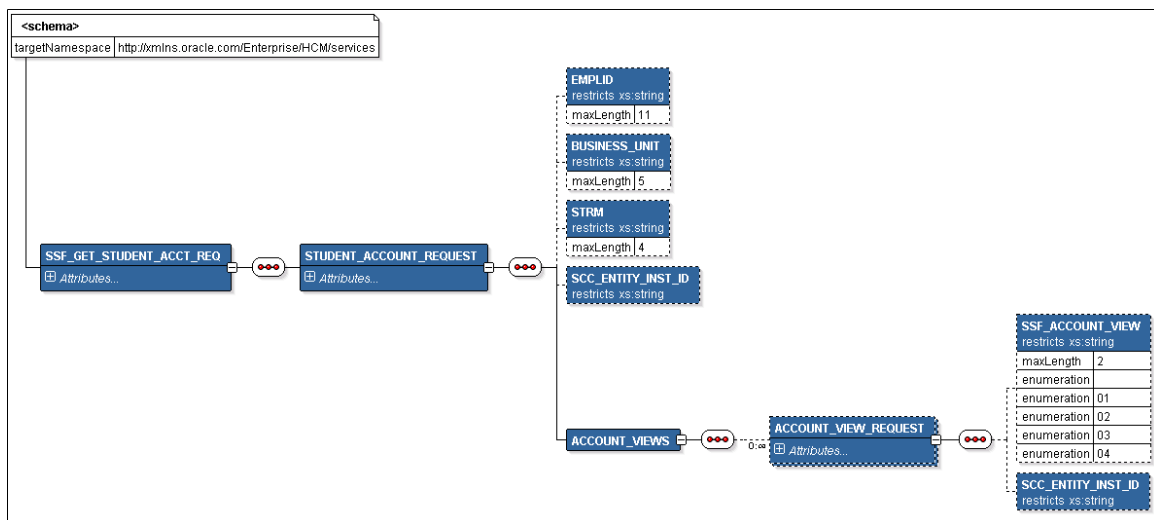 <schema>
targetNamespace http://xmlns.oracle.com/Enterprise/HCM/services
EMPLID
restricts xs:string
maxLength 11
BUSINESS_UNIT
restricts xs:string
maxLength 5
STRM
restricts xs:string
maxLength 4
SSF_GET_STUDENT_ACCT_REQ
Attributes...
STUDENT_ACCOUNT_REQUEST
Attributes...
SCC_ENTITY_INST_ID
restricts xs:string
ACCOUNT_VIEWS
0:∞
ACCOUNT_VIEW_REQUEST
Attributes...
SSF_ACCOUNT_VIEW
restricts xs:string
maxLength 2
enumeration
enumeration 01
enumeration 02
enumeration 03
enumeration 04
SCC_ENTITY_INST_ID
restricts xs:string